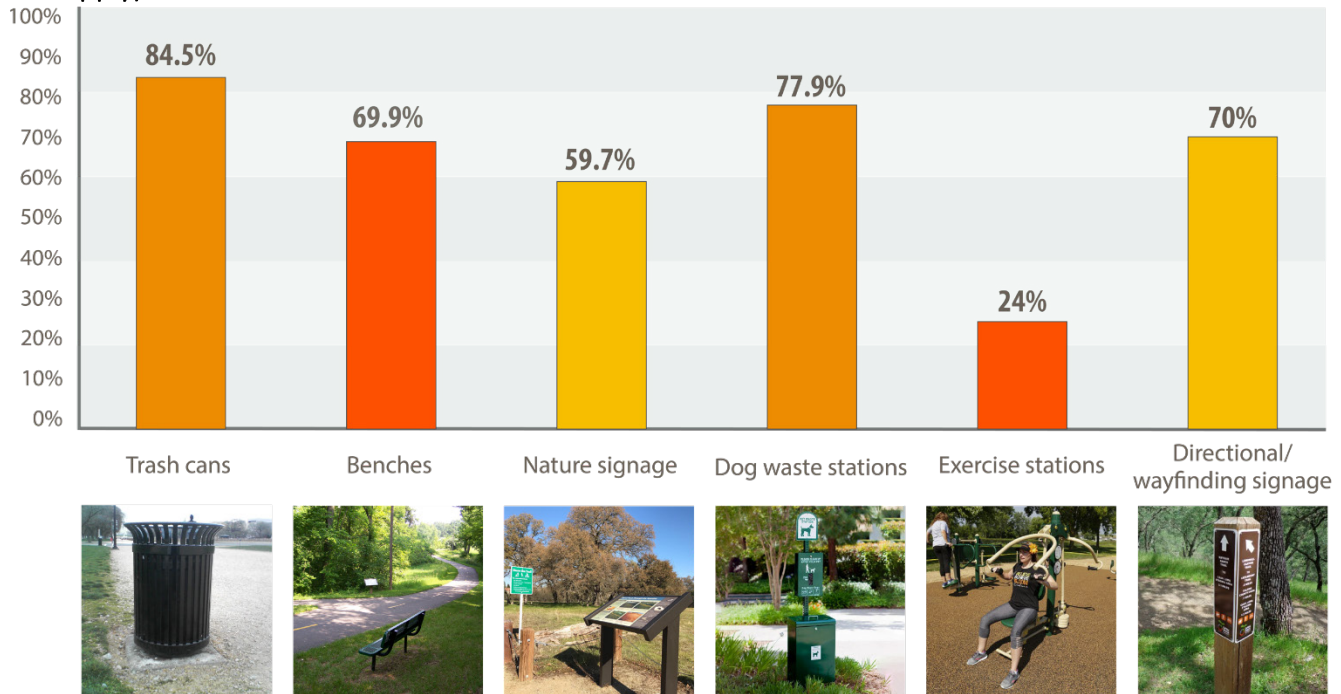 100%
90%
80%
70%
60%
50%
40%
30%
20%
10%
0%
84.5%
69.9%
59.7%
77.9%
24%
70%
Trash cans
Benches
Nature signage
Dog waste stations
Exercise stations
Directional/
wayfinding signage